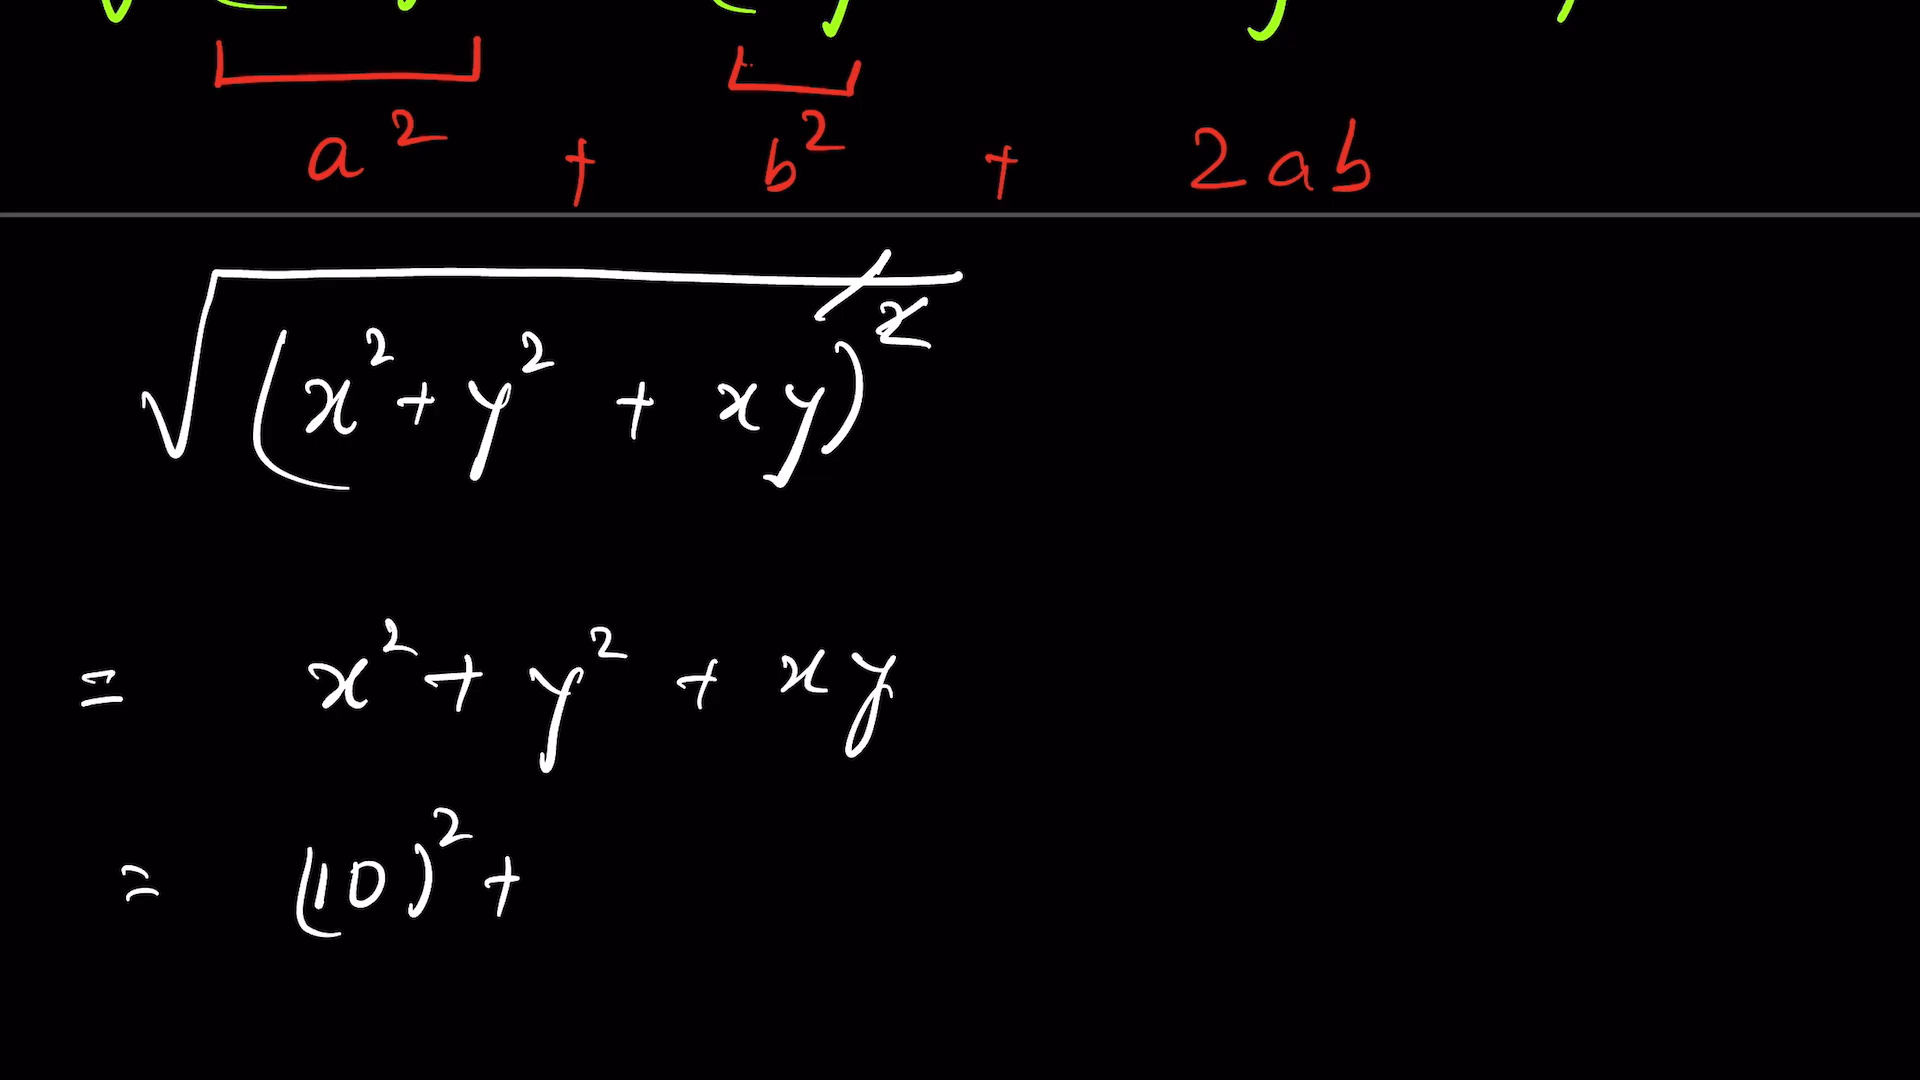 a² + b² + 2ab
√(x² + y² + xy)²
= x² + y² + xy
= (10)² +